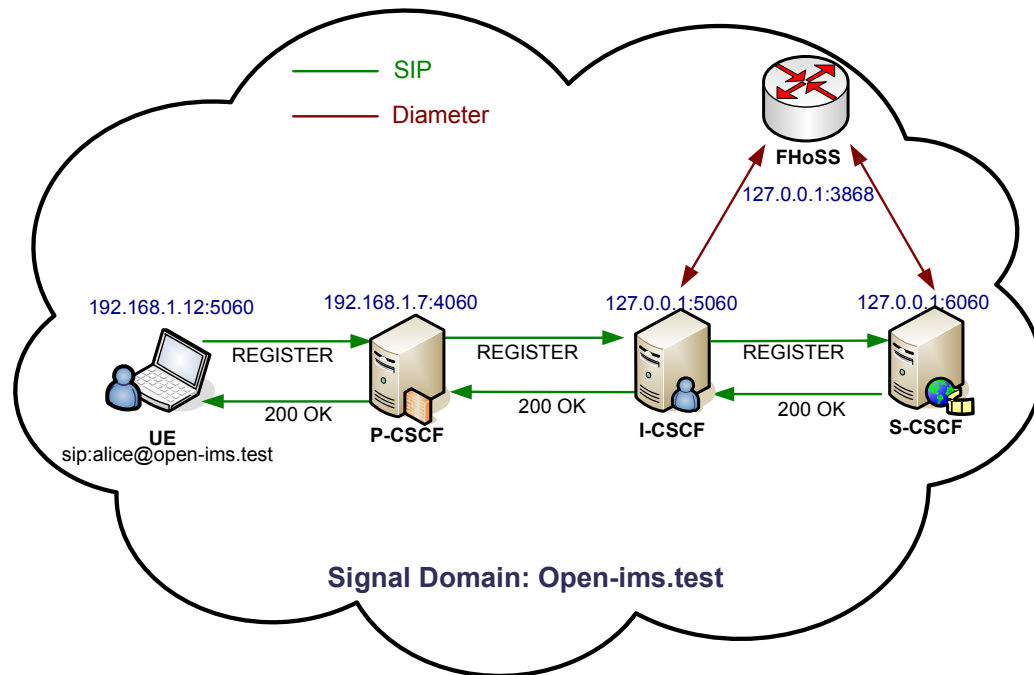 SIP
Diameter
FHoSS
127.0.0.1:3868
192.168.1.12:5060
192.168.1.7:4060
127.0.0.1:5060
127.0.0.1:6060
REGISTER
REGISTER
REGISTER
200 OK
200 OK
200 OK
UE
sip:alice@open-ims.test
P-CSCF
I-CSCF
S-CSCF
Signal Domain: Open-ims.test